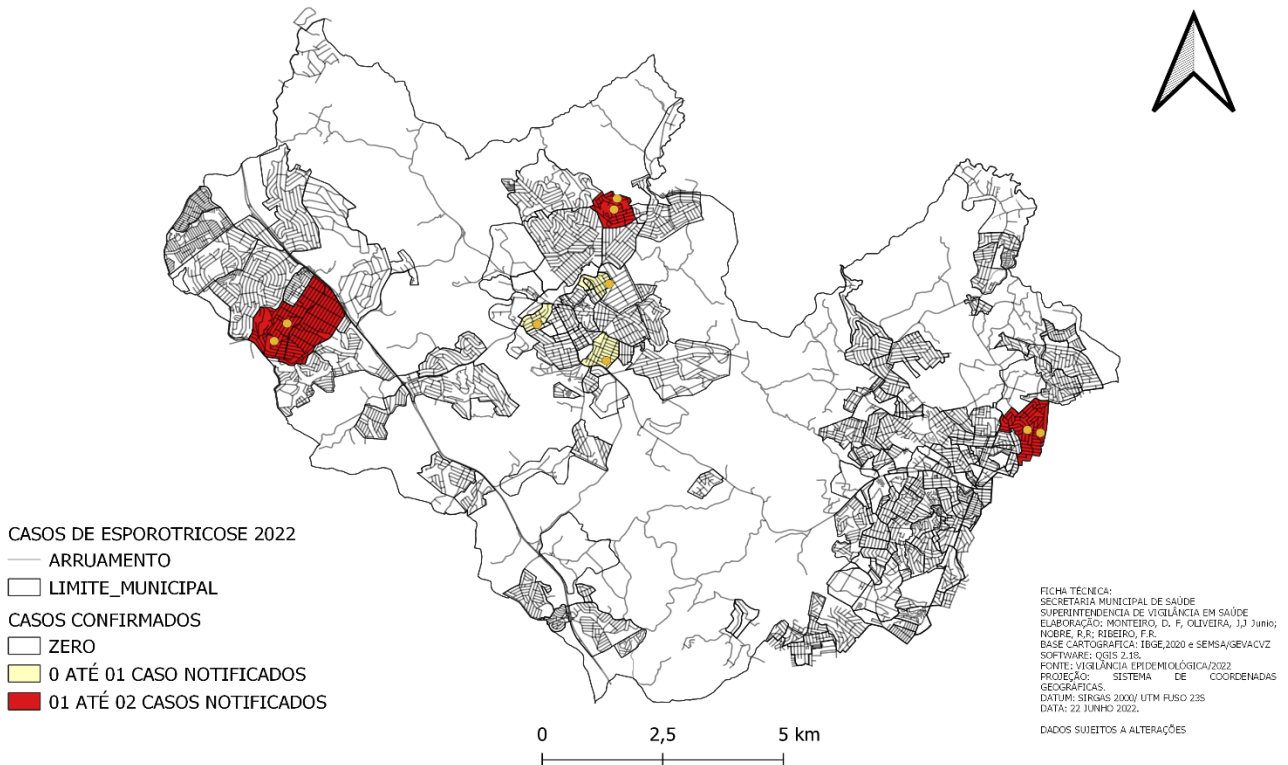 CASOS DE ESPOROTRICOSE 2022
ARRUAMENTO
LIMITE_MUNICIPAL
CASOS CONFIRMADOS
ZERO
0 ATÉ 01 CASO NOTIFICADOS
01 ATÉ 02 CASOS NOTIFICADOS
0 2,5 5 km
FICHA TÉCNICA:
SECRETARIA MUNICIPAL DE SAÚDE
SUPERINTENDENCIA DE VIGILÂNCIA EM SAÚDE
ELABORAÇÃO: MONTEIRO, D. F, OLIVEIRA, J,J Junio;
NOBRE, R,R; RIBEIRO, F.R.
BASE CARTOGRAFICA: IBGE,2020 e SEMSA/GEVACVZ
SOFTWARE: QGIS 2.18.
FONTE: VIGILÂNCIA EPIDEMIOLÓGICA/2022
PROJEÇÃO: SISTEMA DE COORDENADAS
GEOGRÁFICAS.
DATUM: SIRGAS 2000/ UTM FUSO 23S
DATA: 22 JUNHO 2022.
DADOS SUJEITOS A ALTERAÇÕES